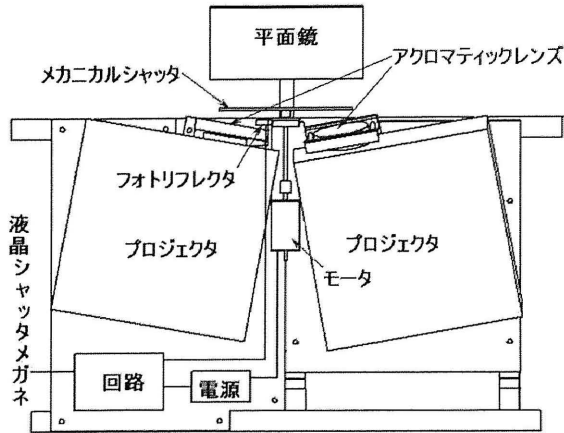 平面鏡
メカニカルシャッタ
アクロマティックレンズ
フォトリフレクタ
液晶シャッタメガネ
プロジェクタ
プロジェクタ
モータ
回路
電源